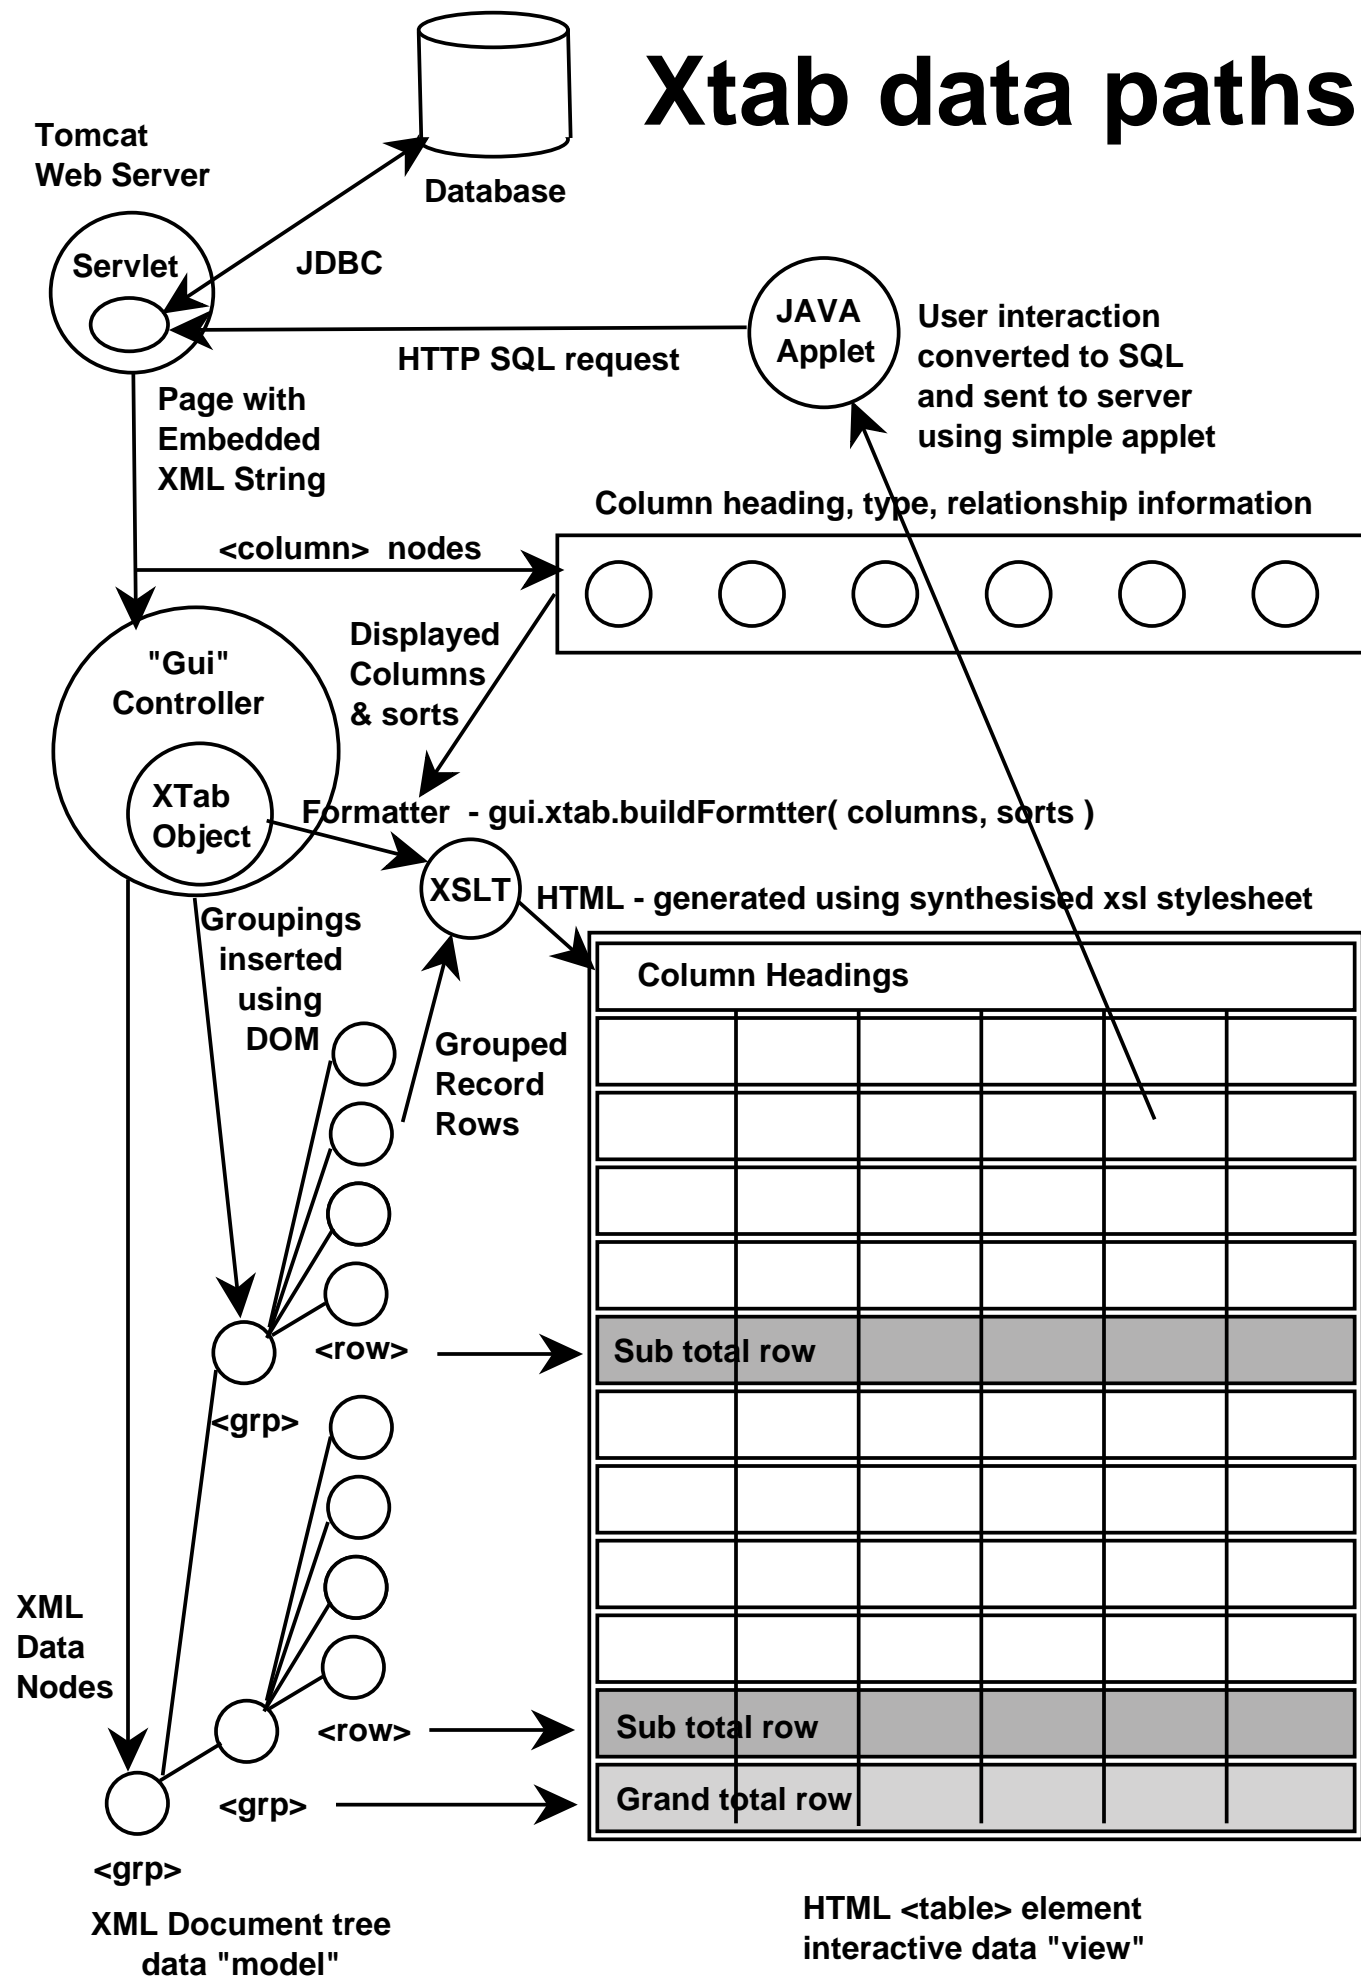 Xtab data paths
Tomcat
Web Server
Database
Servlet
JDBC
JAVA
Applet
User interaction
converted to SQL
and sent to server
using simple applet
HTTP SQL request
Page with
Embedded
XML String
Column heading, type, relationship information
<column> nodes
Displayed
Columns
& sorts
"Gui"
Controller
XTab
Object
Formatter - gui.xtab.buildFormtter( columns, sorts )
XSLT
HTML - generated using synthesised xsl stylesheet
Groupings
inserted
using
DOM
Column Headings
Grouped
Record
Rows
<row>
Sub total row
<grp>
XML
Data
Nodes
<row>
Sub total row
<grp>
Grand total row
<grp>
XML Document tree
data "model"
HTML <table> element
interactive data "view"